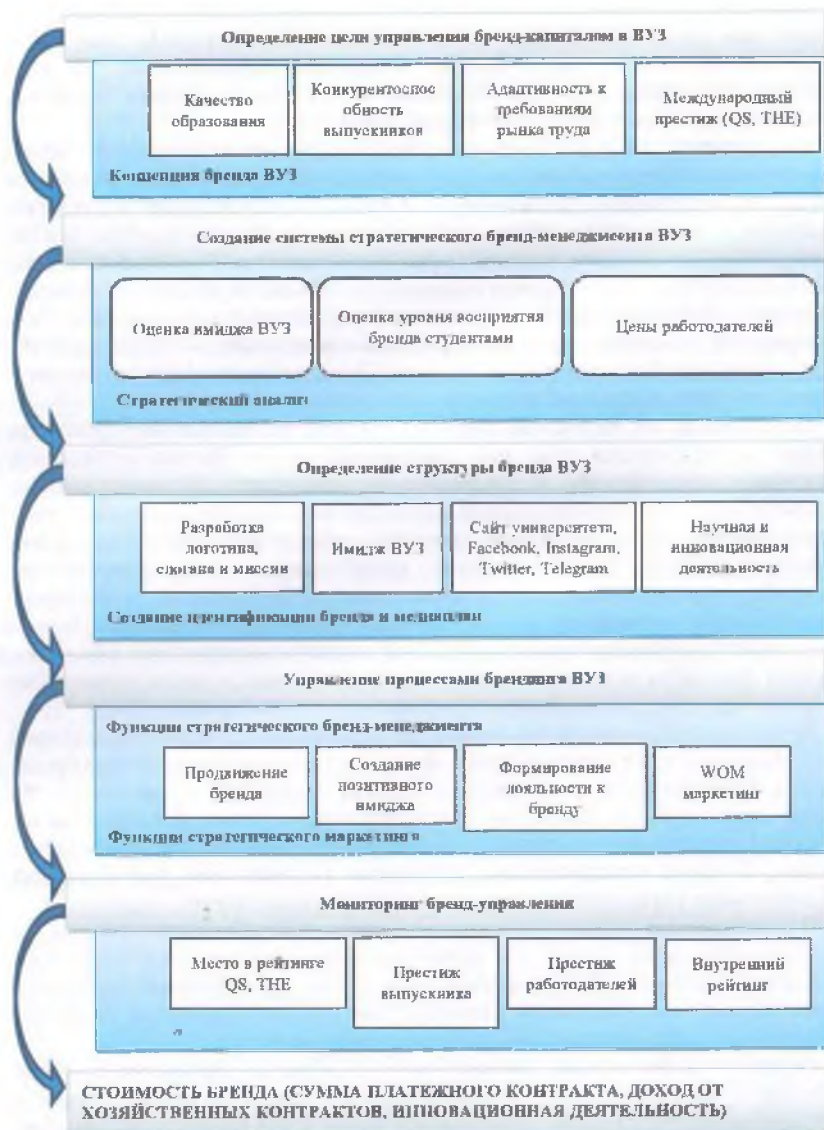 Определение цели управления бренд-капиталом в ВУЗ
Качество
образования
Конкурентоспос
обность
выпускников
Адаптивность к
требованиям
рынка труда
Международный
престиж (QS, THE)
Концепция бренда ВУЗ
Создание системы стратегического бренд-менеджмента ВУЗ
Оценка имиджа ВУЗ
Оценка уровня восприятия
бренда студентами
Цены работодателей
Стратегический анализ
Определение структуры бренда ВУЗ
Разработка
логотипа,
слогана и миссии
Имидж ВУЗ
Сайт университета,
Facebook, Instagram,
Twitter, Telegram
Научная и
инновационная
деятельность
Создание идентификации бренда и медиаплан
Управление процессами брендинга ВУЗ
Функции стратегического бренд-менеджмента
Продвижение
бренда
Создание
позитивного
имиджа
Формирование
лояльности к
бренду
WOM
маркетинг
Функции стратегического маркетинга
Мониторинг бренд-управления
Место в рейтинге
QS, THE
Престиж
выпускника
Престиж
работодателей
Внутренний
рейтинг
СТОИМОСТЬ БРЕНДА (СУММА ПЛАТЕЖНОГО КОНТРАКТА, ДОХОД ОТ
ХОЗЯЙСТВЕННЫХ КОНТРАКТОВ, ИННОВАЦИОННАЯ ДЕЯТЕЛЬНОСТЬ)